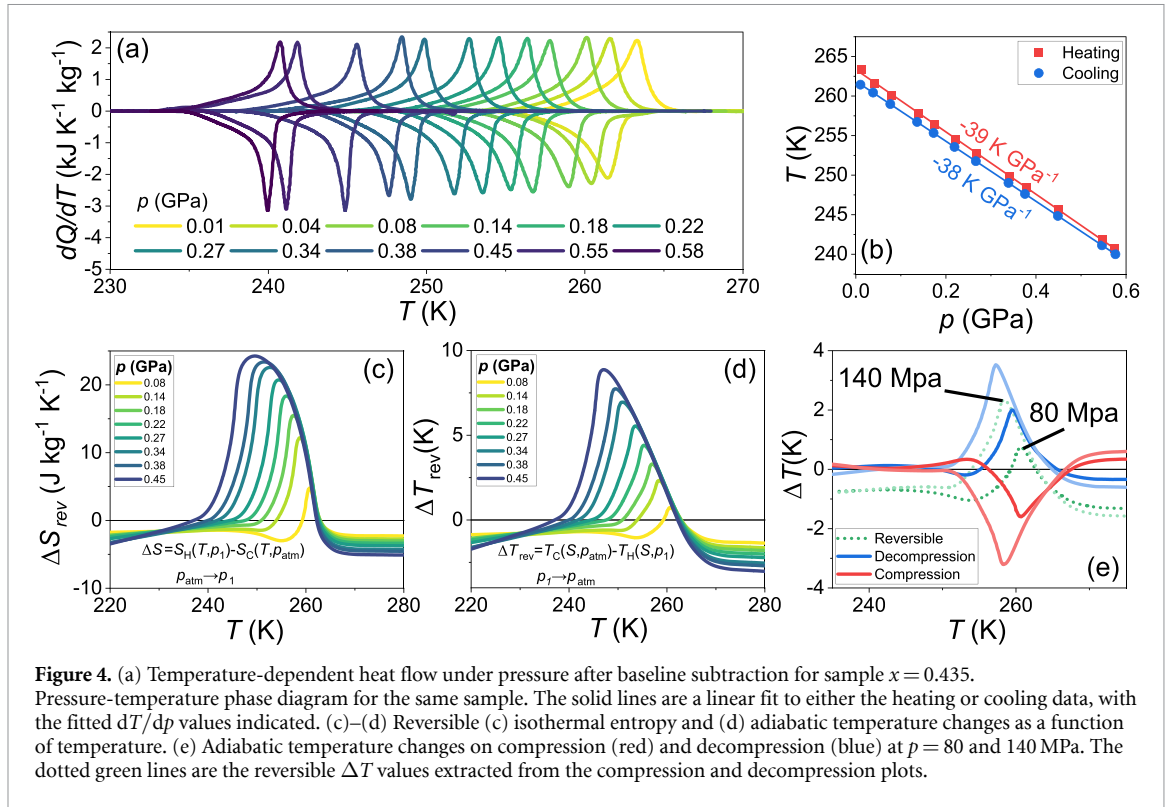 (a)
2
1
0
-1
-2
-3
-4
-5
dQ/dT (kJ K⁻¹ kg⁻¹)
p (GPa)
0.01 0.04 0.08 0.14 0.18 0.22
0.27 0.34 0.38 0.45 0.55 0.58
230 240 250 260 270
T (K)
(b)
Heating
Cooling
265
260
255
250
245
240
T (K)
-39 K GPa⁻¹
-38 K GPa⁻¹
0.0 0.2 0.4 0.6
p (GPa)
(c)
p (GPa)
0.08
0.14
0.18
0.22
0.27
0.34
0.38
0.45
20
10
0
-10
ΔS_rev (J kg⁻¹ K⁻¹)
ΔS=S_H(T,p₁)-S_C(T,p_atm)
p_atm→p₁
220 240 260 280
T (K)
(d)
p (GPa)
0.08
0.14
0.18
0.22
0.27
0.34
0.38
0.45
10
5
0
ΔT_rev(K)
ΔT_rev=T_C(S,p_atm)-T_H(S,p₁)
p₁→p_atm
220 240 260 280
T (K)
140 Mpa
80 Mpa
4
2
0
-2
-4
ΔT(K)
Reversible
Decompression
Compression
(e)
240 260
T (K)
Figure 4. (a) Temperature-dependent heat flow under pressure after baseline subtraction for sample x = 0.435.
Pressure-temperature phase diagram for the same sample. The solid lines are a linear fit to either the heating or cooling data, with
the fitted dT/dp values indicated. (c)–(d) Reversible (c) isothermal entropy and (d) adiabatic temperature changes as a function
of temperature. (e) Adiabatic temperature changes on compression (red) and decompression (blue) at p = 80 and 140 MPa. The
dotted green lines are the reversible ΔT values extracted from the compression and decompression plots.